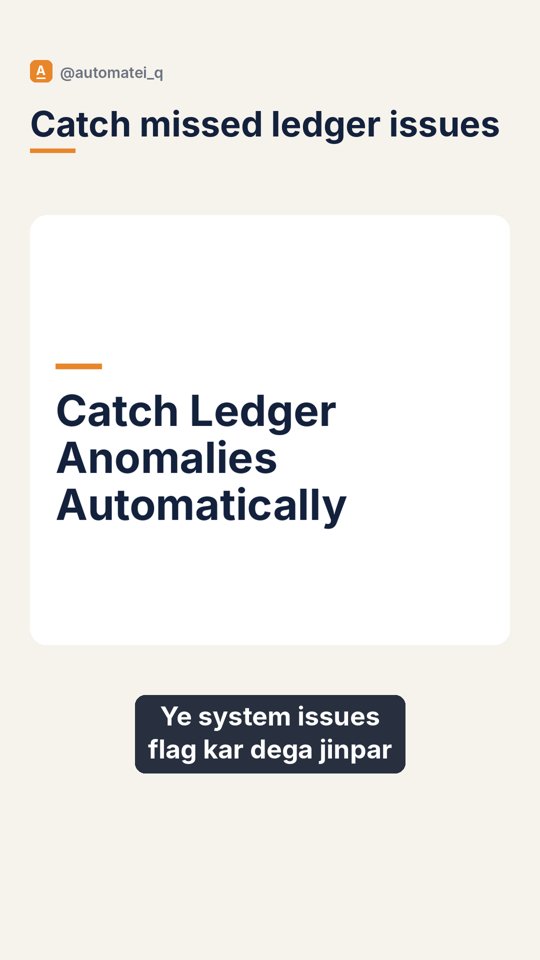 A
@automatei_q
Catch missed ledger issues
Catch Ledger
Anomalies
Automatically
Ye system issues
flag kar dega jinpar